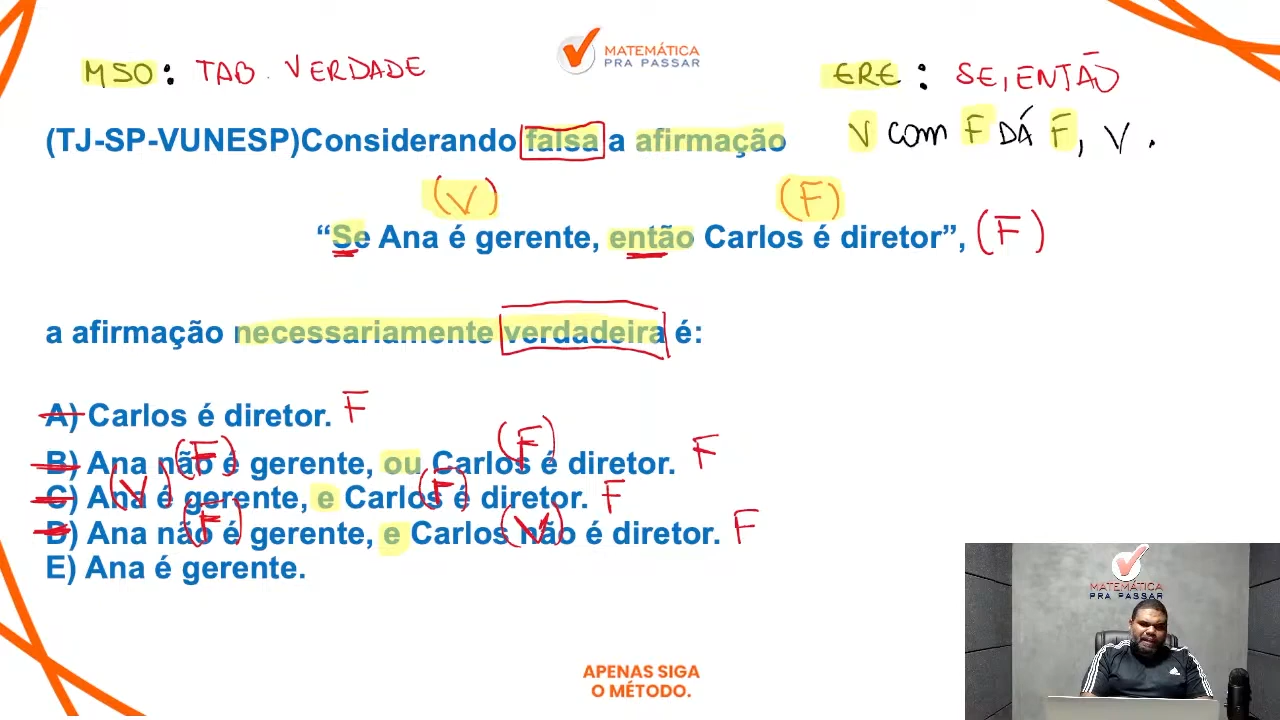 MATEMÁTICA
PRA PASSAR
MSO: TAB. VERDADE
ERE: SE, ENTÃO
V COM F DÁ F, V.
(TJ-SP-VUNESP)Considerando falsa a afirmação
(V) (F)
“Se Ana é gerente, então Carlos é diretor”, (F)
a afirmação necessariamente verdadeira é:
A) Carlos é diretor. F
(F) (F)
B) Ana não é gerente, ou Carlos é diretor. F
(V) (F)
C) Ana é gerente, e Carlos é diretor. F
(F) (V)
D) Ana não é gerente, e Carlos não é diretor. F
E) Ana é gerente.
MATEMÁTICA
PRA PASSAR
APENAS SIGA
O MÉTODO.